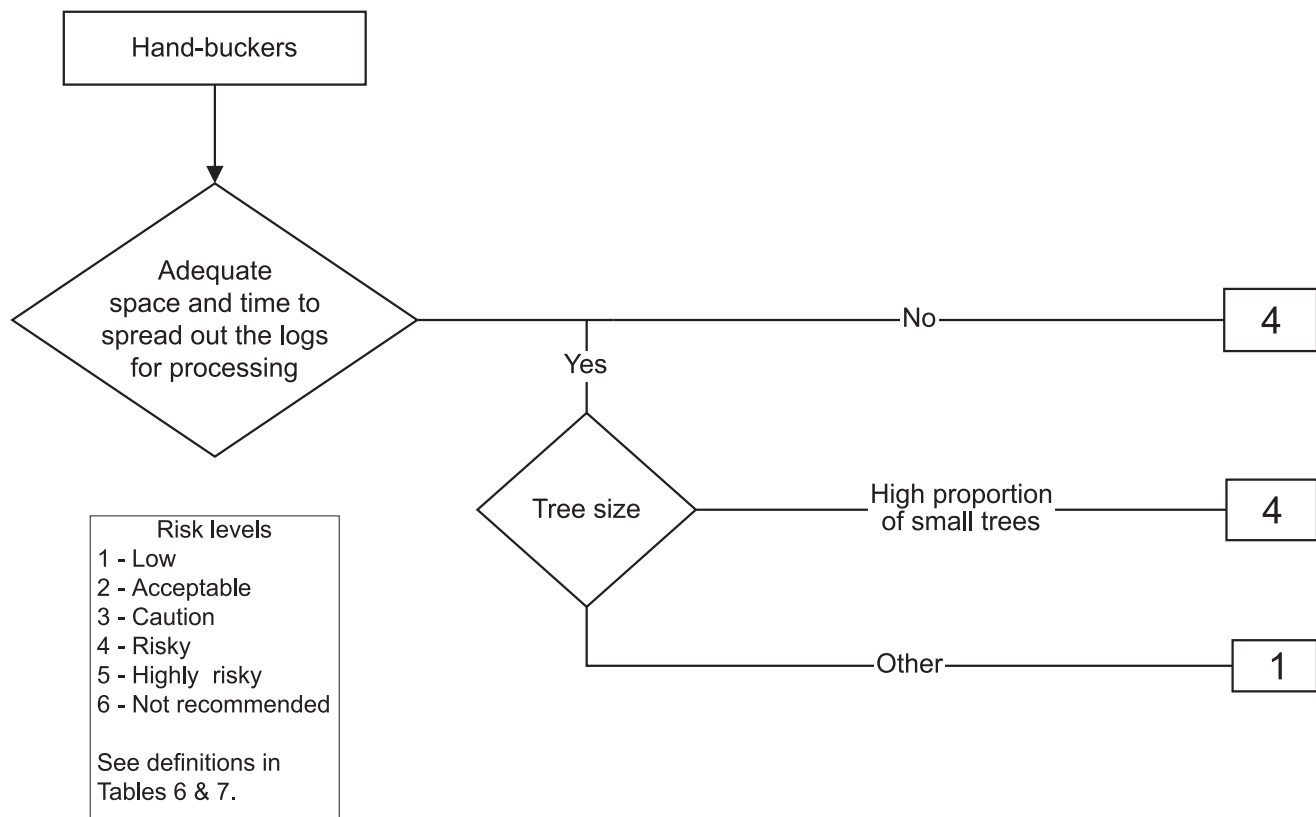 Hand-buckers
Adequate
space and time to
spread out the logs
for processing
No
4
Yes
Tree size
High proportion
of small trees
4
Other
1
Risk levels
1 - Low
2 - Acceptable
3 - Caution
4 - Risky
5 - Highly risky
6 - Not recommended
See definitions in
Tables 6 & 7.